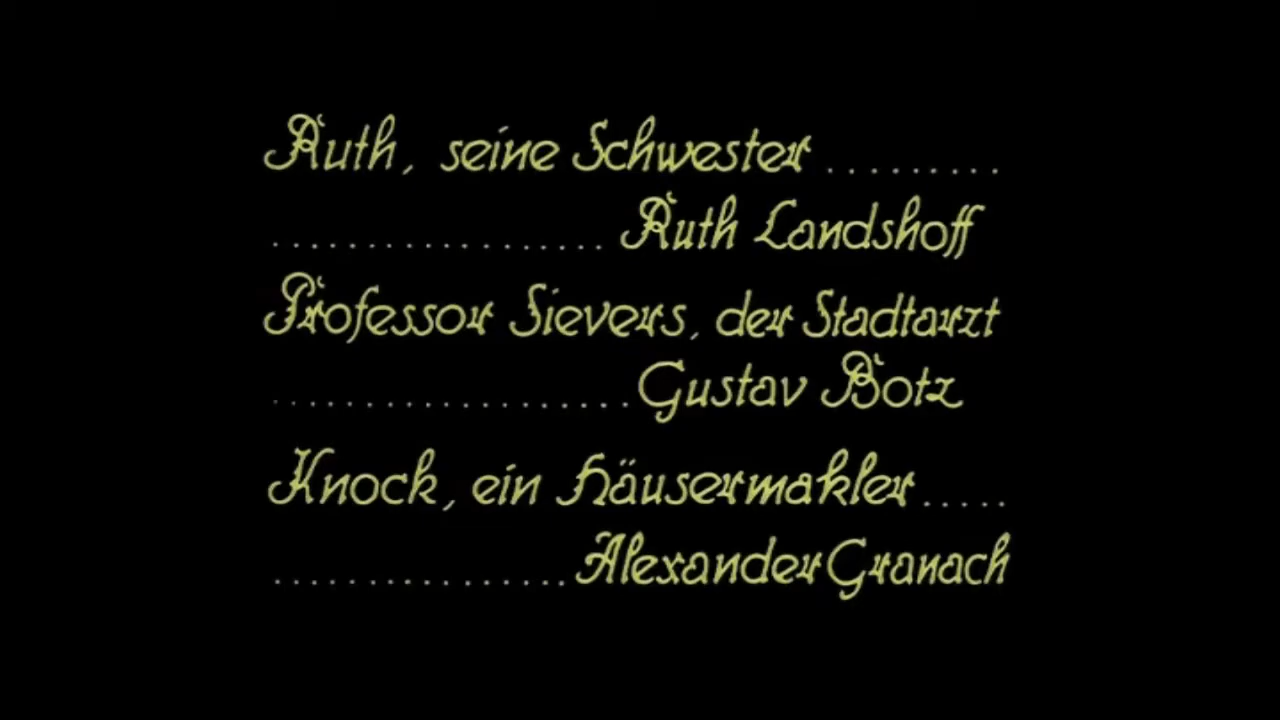 Ruth, seine Schwester .........
.................. Ruth Landshoff
Professor Sievers, der Stadtarzt
.................... Gustav Botz
Knock, ein Häusermakler .....
................ Alexander Granach